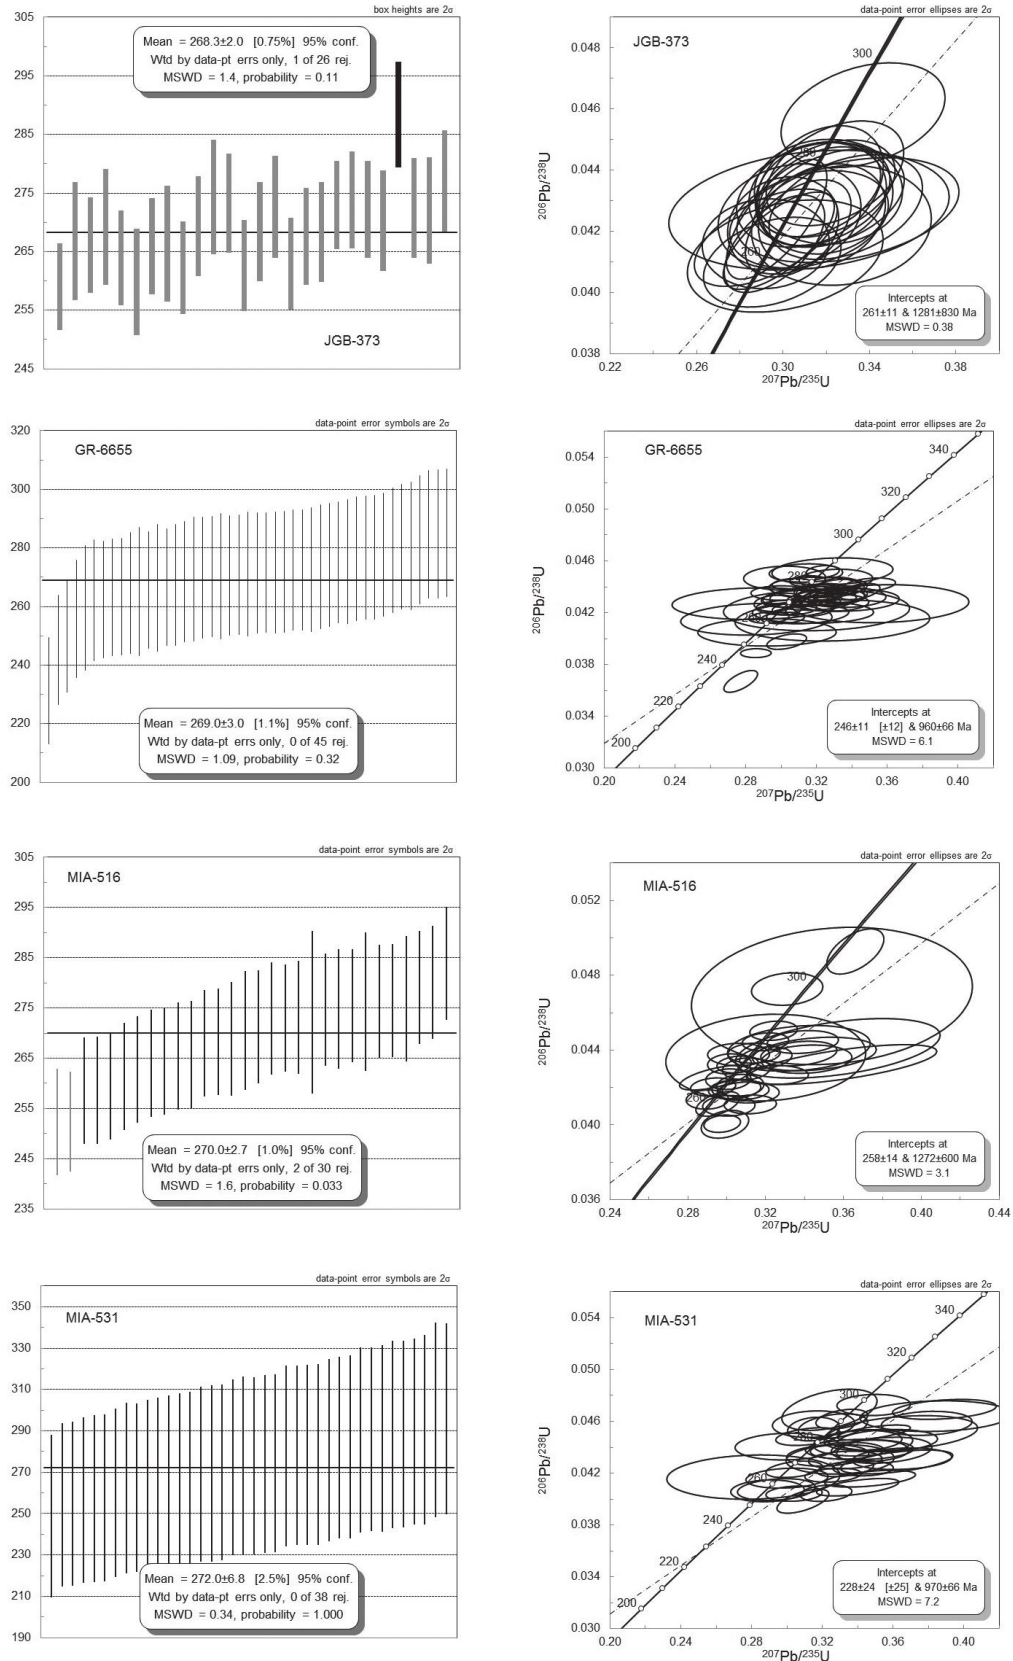 box heights are 2σ
305
295
285
275
265
255
245
Mean = 268.3±2.0 [0.75%] 95% conf.
Wtd by data-pt errs only, 1 of 26 rej.
MSWD = 1.4, probability = 0.11
JGB-373
data-point error ellipses are 2σ
JGB-373
0.048
0.046
0.044
0.042
0.040
0.038
206Pb/238U
300
260
Intercepts at
261±11 & 1281±830 Ma
MSWD = 0.38
0.22
0.26
0.30
0.34
0.38
207Pb/235U
data-point error symbols are 2σ
320
300
280
260
240
220
200
GR-6655
Mean = 269.0±3.0 [1.1%] 95% conf.
Wtd by data-pt errs only, 0 of 45 rej.
MSWD = 1.09, probability = 0.32
data-point error ellipses are 2σ
GR-6655
0.054
0.050
0.046
0.042
0.038
0.034
0.030
206Pb/238U
340
320
300
280
260
240
220
200
Intercepts at
246±11 [±12] & 960±66 Ma
MSWD = 6.1
0.20
0.24
0.28
0.32
0.36
0.40
207Pb/235U
data-point error symbols are 2σ
305
295
285
275
265
255
245
235
MIA-516
Mean = 270.0±2.7 [1.0%] 95% conf.
Wtd by data-pt errs only, 2 of 30 rej.
MSWD = 1.6, probability = 0.033
data-point error ellipses are 2σ
MIA-516
0.052
0.048
0.044
0.040
0.036
206Pb/238U
300
260
Intercepts at
258±14 & 1272±600 Ma
MSWD = 3.1
0.24
0.28
0.32
0.36
0.40
0.44
207Pb/235U
data-point error symbols are 2σ
350
330
310
290
270
250
230
210
190
MIA-531
Mean = 272.0±6.8 [2.5%] 95% conf.
Wtd by data-pt errs only, 0 of 38 rej.
MSWD = 0.34, probability = 1.000
data-point error ellipses are 2σ
MIA-531
0.054
0.050
0.046
0.042
0.038
0.034
0.030
206Pb/238U
340
320
300
280
260
240
220
200
Intercepts at
228±24 [±25] & 970±66 Ma
MSWD = 7.2
0.20
0.24
0.28
0.32
0.36
0.40
207Pb/235U